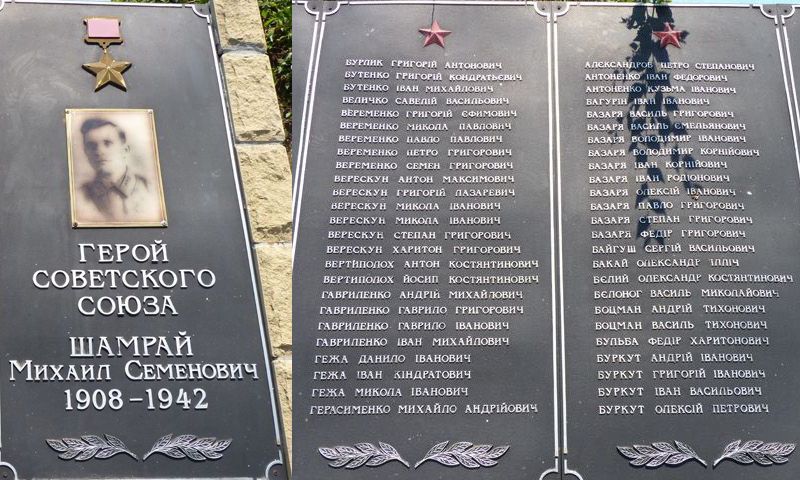 ГЕРОЙ
СОВЕТСКОГО
СОЮЗА
ШАМРАЙ
МИХАИЛ СЕМЕНОВИЧ
1908-1942
БУРЛИК ГРИГОРІЙ АНТОНОВИЧ
БУТЕНКО ГРИГОРІЙ КОНДРАТЬЄВИЧ
БУТЕНКО ІВАН МИХАЙЛОВИЧ
ВЕЛИЧКО САВЕЛІЙ ВАСИЛЬОВИЧ
ВЕРЕМЕНКО ГРИГОРІЙ ЄФИМОВИЧ
ВЕРЕМЕНКО МИКОЛА ПАВЛОВИЧ
ВЕРЕМЕНКО ПАВЛО ПАВЛОВИЧ
ВЕРЕМЕНКО ПЕТРО ГРИГОРОВИЧ
ВЕРЕМЕНКО СЕМЕН ГРИГОРОВИЧ
ВЕРЕСКУН АНТОН МАКСИМОВИЧ
ВЕРЕСКУН ГРИГОРІЙ ЛАЗАРЕВИЧ
ВЕРЕСКУН МИКОЛА ІВАНОВИЧ
ВЕРЕСКУН МИКОЛА ІВАНОВИЧ
ВЕРЕСКУН СТЕПАН ГРИГОРОВИЧ
ВЕРЕСКУН ХАРИТОН ГРИГОРОВИЧ
ВЕРТИПОЛОХ АНТОН КОСТЯНТИНОВИЧ
ВЕРТИПОЛОХ ЙОСИП КОСТЯНТИНОВИЧ
ГАВРИЛЕНКО АНДРІЙ МИХАЙЛОВИЧ
ГАВРИЛЕНКО ГАВРИЛО ГРИГОРОВИЧ
ГАВРИЛЕНКО ГАВРИЛО ІВАНОВИЧ
ГАВРИЛЕНКО ІВАН МИХАЙЛОВИЧ
ГЕЖА ДАНИЛО ІВАНОВИЧ
ГЕЖА ІВАН КІНДРАТОВИЧ
ГЕЖА МИКОЛА ІВАНОВИЧ
ГЕРАСИМЕНКО МИХАЙЛО АНДРІЙОВИЧ
АЛЕКСАНДРОВ ПЕТРО СТЕПАНОВИЧ
АНТОНЕНКО ІВАН ФЕДОРОВИЧ
АНТОНЕНКО КУЗЬМА ІВАНОВИЧ
БАГУРІН ІВАН ІВАНОВИЧ
БАЗАРЯ ВАСИЛЬ ГРИГОРОВИЧ
БАЗАРЯ ВАСИЛЬ ЄМЕЛЬЯНОВИЧ
БАЗАРЯ ВОЛОДИМИР ІВАНОВИЧ
БАЗАРЯ ВОЛОДИМИР КОРНІЙОВИЧ
БАЗАРЯ ІВАН КОРНІЙОВИЧ
БАЗАРЯ ІВАН РОДІОНОВИЧ
БАЗАРЯ ОЛЕКСІЙ ІВАНОВИЧ
БАЗАРЯ ПАВЛО ГРИГОРОВИЧ
БАЗАРЯ СТЕПАН ГРИГОРОВИЧ
БАЗАРЯ ФЕДІР ГРИГОРОВИЧ
БАЙГУШ СЕРГІЙ ВАСИЛЬОВИЧ
БАКАЙ ОЛЕКСАНДР ІЛЛІЧ
БЄЛИЙ ОЛЕКСАНДР КОСТЯНТИНОВИЧ
БЄЛОНОГ ВАСИЛЬ МИКОЛАЙОВИЧ
БОЦМАН АНДРІЙ ТИХОНОВИЧ
БОЦМАН ВАСИЛЬ ТИХОНОВИЧ
БУЛЬБА ФЕДІР ХАРИТОНОВИЧ
БУРКУТ АНДРІЙ ІВАНОВИЧ
БУРКУТ ГРИГОРІЙ ІВАНОВИЧ
БУРКУТ ІВАН ВАСИЛЬОВИЧ
БУРКУТ ОЛЕКСІЙ ПЕТРОВИЧ